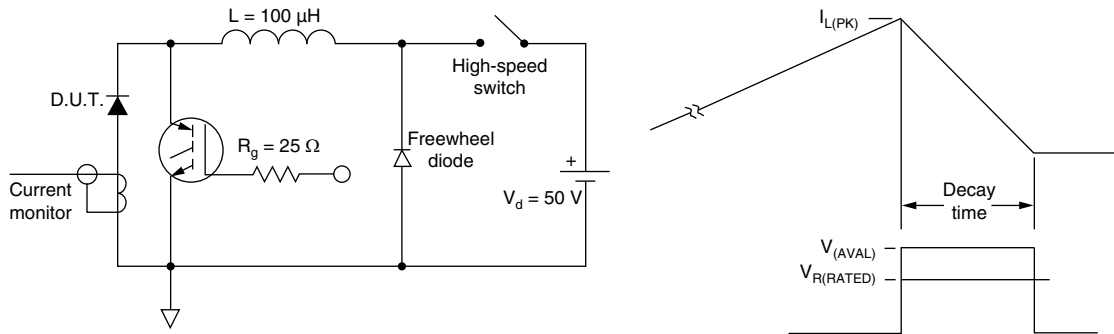 L = 100 μH
D.U.T.
Current
monitor
R_g = 25 Ω
High-speed
switch
Freewheel
diode
+
V_d = 50 V
I_L(PK)
Decay
time
V_(AVAL)
V_R(RATED)